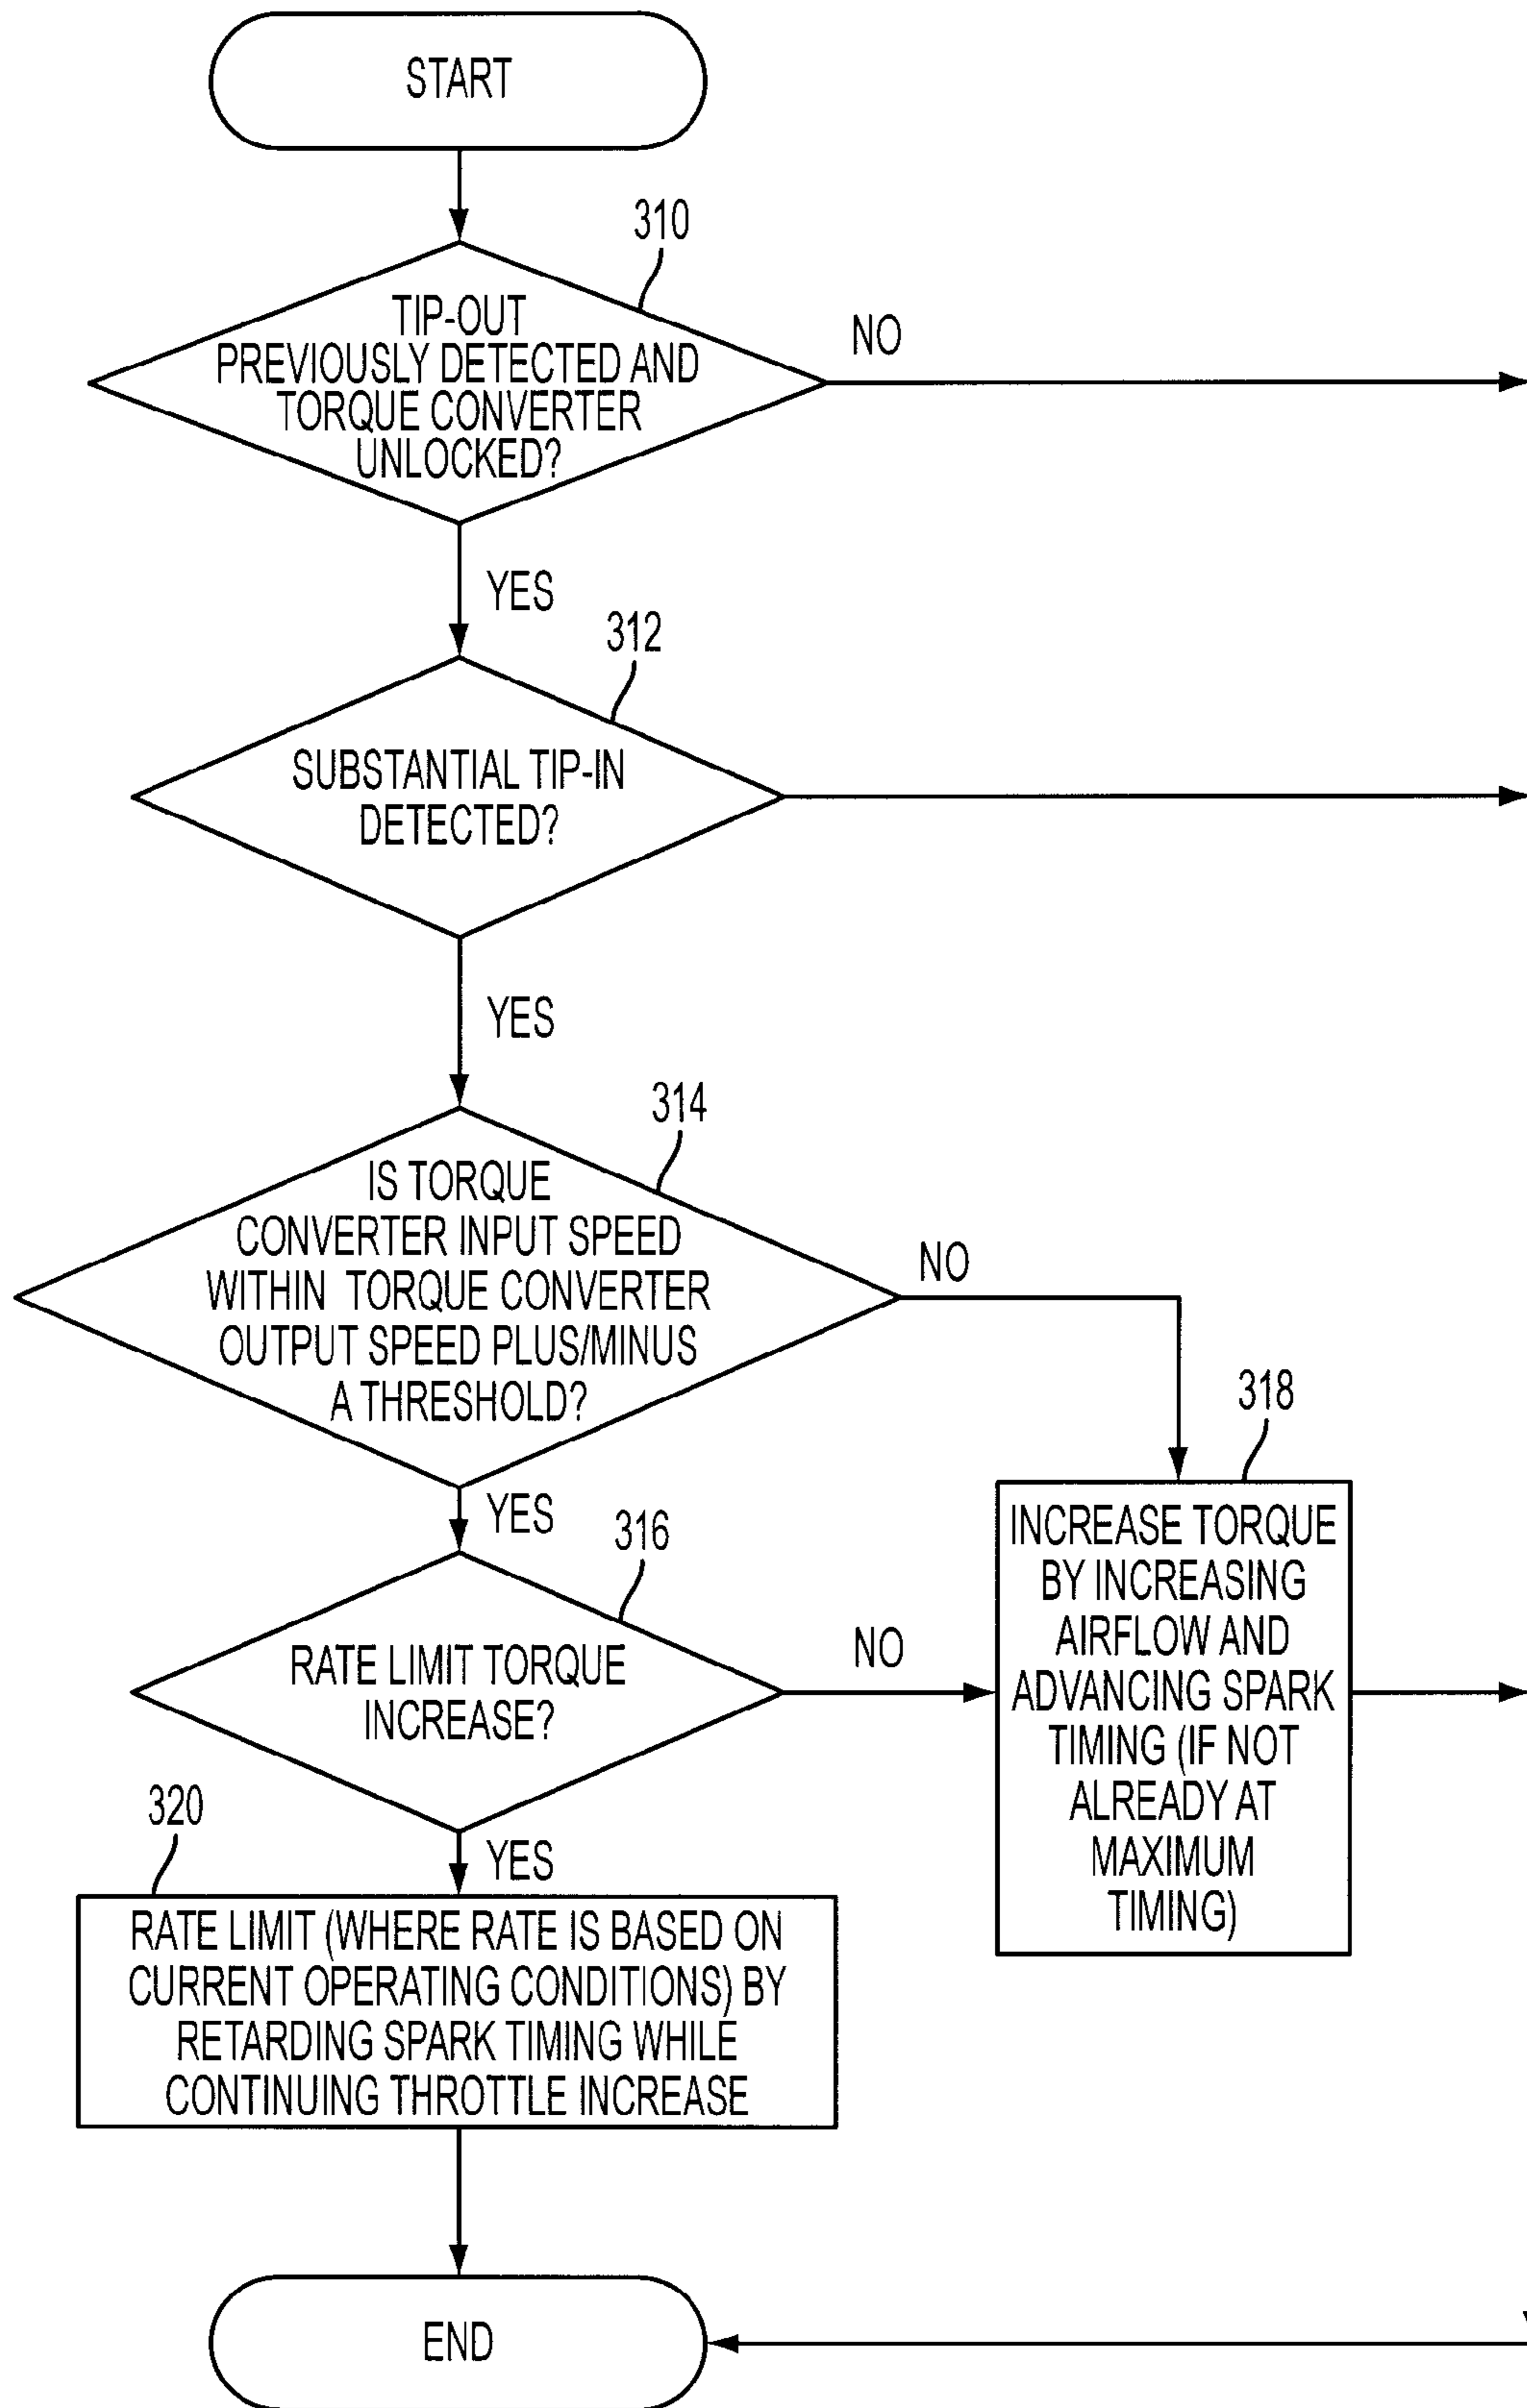 START
310
TIP-OUT
PREVIOUSLY DETECTED AND
TORQUE CONVERTER
UNLOCKED?
NO
YES
312
SUBSTANTIAL TIP-IN
DETECTED?
YES
314
IS TORQUE
CONVERTER INPUT SPEED
WITHIN TORQUE CONVERTER
OUTPUT SPEED PLUS/MINUS
A THRESHOLD?
NO
YES
316
RATE LIMIT TORQUE
INCREASE?
NO
318
INCREASE TORQUE
BY INCREASING
AIRFLOW AND
ADVANCING SPARK
TIMING (IF NOT
ALREADY AT
MAXIMUM
TIMING)
YES
320
RATE LIMIT (WHERE RATE IS BASED ON
CURRENT OPERATING CONDITIONS) BY
RETARDING SPARK TIMING WHILE
CONTINUING THROTTLE INCREASE
END